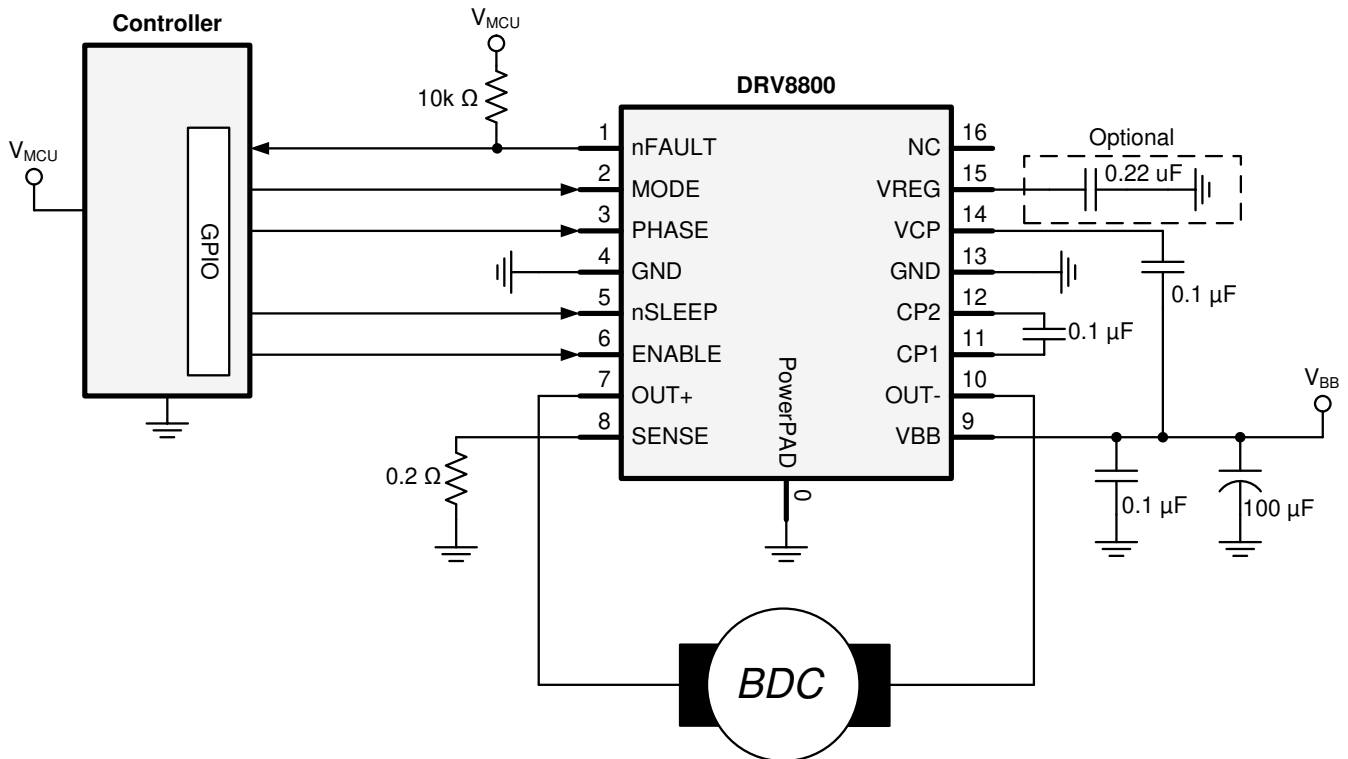 Controller
V_MCU
10k Ω
DRV8800
V_MCU
GPIO
1 nFAULT
2 MODE
3 PHASE
4 GND
5 nSLEEP
6 ENABLE
7 OUT+
8 SENSE
0.2 Ω
PowerPAD
0
NC 16
VREG 15
VCP 14
GND 13
CP2 12
CP1 11
OUT- 10
VBB 9
Optional
0.22 uF
0.1 µF
0.1 µF
V_BB
0.1 µF
100 µF
BDC